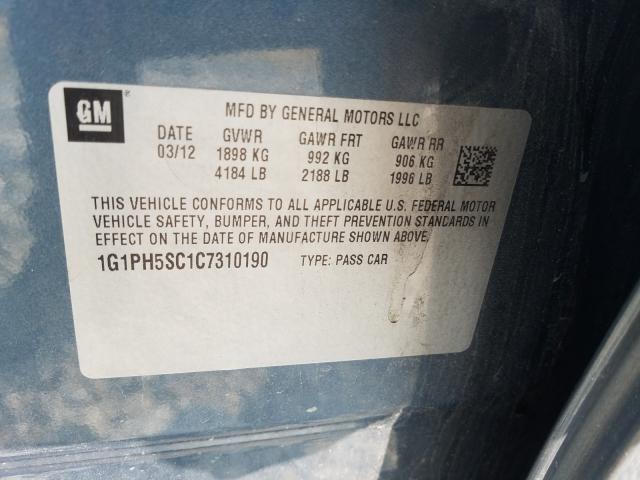 GM
MFD BY GENERAL MOTORS LLC
DATE GVWR GAWR FRT GAWR RR
03/12 1898 KG 992 KG 906 KG
4184 LB 2188 LB 1996 LB
THIS VEHICLE CONFORMS TO ALL APPLICABLE U.S. FEDERAL MOTOR
VEHICLE SAFETY, BUMPER, AND THEFT PREVENTION STANDARDS IN
EFFECT ON THE DATE OF MANUFACTURE SHOWN ABOVE.
1G1PH5SC1C7310190 TYPE: PASS CAR